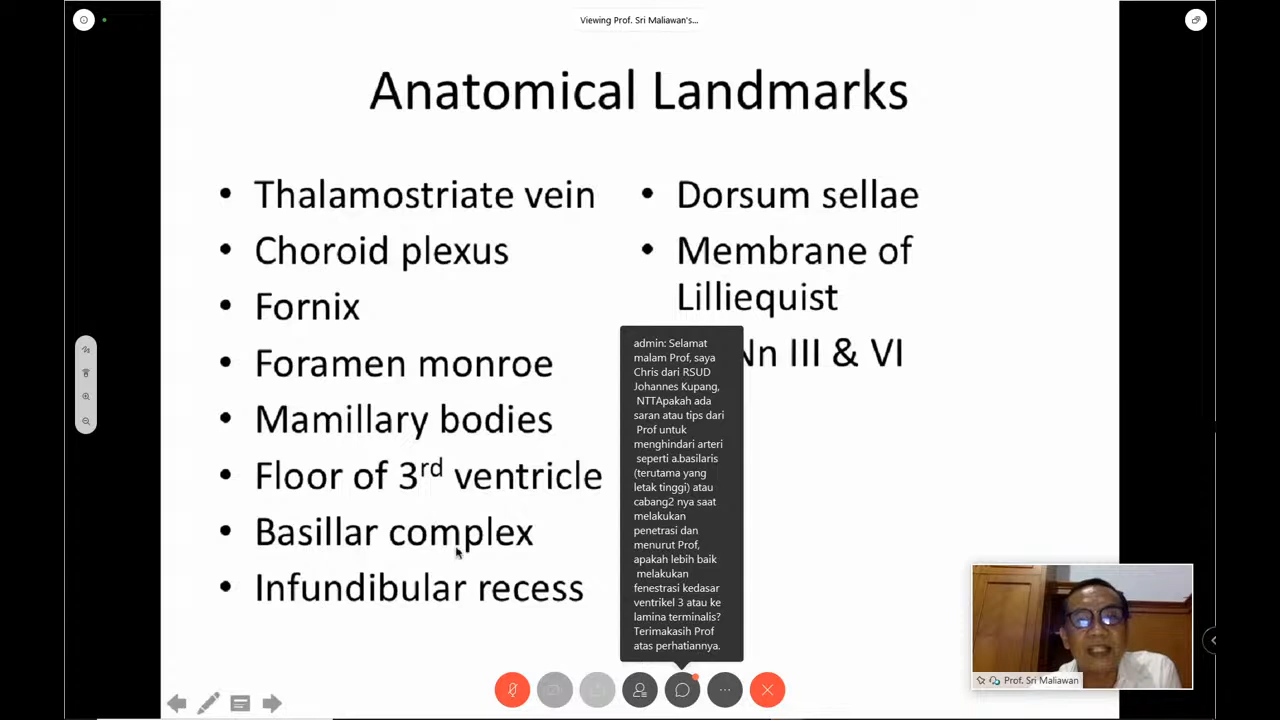 Viewing Prof. Sri Maliawan's...
Anatomical Landmarks
• Thalamostriate vein
• Choroid plexus
• Fornix
• Foramen monroe
• Mamillary bodies
• Floor of 3rd ventricle
• Basillar complex
• Infundibular recess
• Dorsum sellae
• Membrane of
Lilliequist
Nn III & VI
admin: Selamat
malam Prof, saya
Chris dari RSUD
Johannes Kupang,
NTTApakah ada
saran atau tips dari
Prof untuk
menghindari arteri
seperti a.basilaris
(terutama yang
letak tinggi) atau
cabang2 nya saat
melakukan
penetrasi dan
menurut Prof,
apakah lebih baik
melakukan
fenestrasi kedasar
ventrikel 3 atau ke
lamina terminalis?
Terimakasih Prof
atas perhatiannya.
Prof. Sri Maliawan